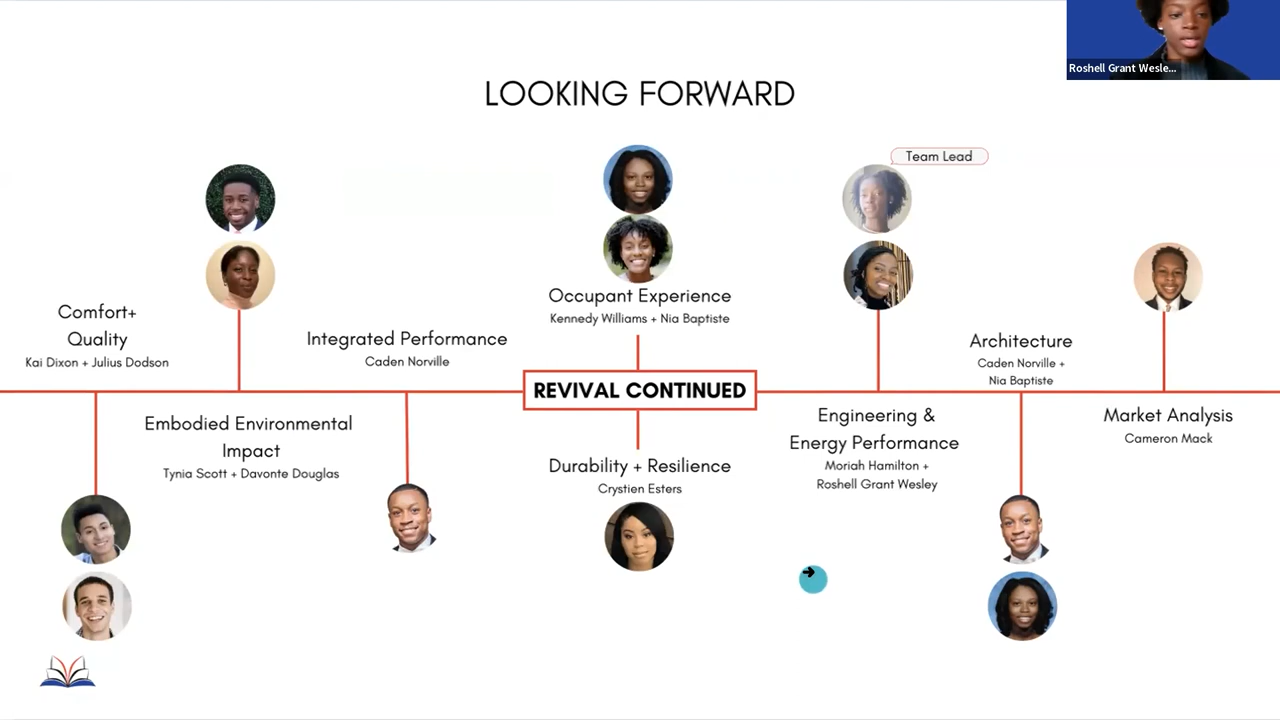 Roshell Grant Wesle...
LOOKING FORWARD
Team Lead
Comfort+
Quality
Kai Dixon + Julius Dodson
Embodied Environmental
Impact
Tynia Scott + Davonte Douglas
Integrated Performance
Caden Norville
Occupant Experience
Kennedy Williams + Nia Baptiste
REVIVAL CONTINUED
Durability + Resilience
Crystien Esters
Engineering &
Energy Performance
Moriah Hamilton +
Roshell Grant Wesley
Architecture
Caden Norville +
Nia Baptiste
Market Analysis
Cameron Mack